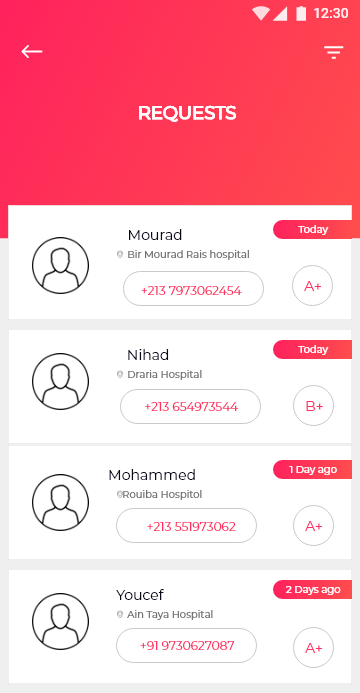 12:30
REQUESTS
Today
Mourad
Bir Mourad Rais hospital
+213 7973062454
A+
Today
Nihad
Draria Hospital
+213 654973544
B+
1 Day ago
Mohammed
Rouiba Hospitol
+213 551973062
A+
2 Days ago
Youcef
Ain Taya Hospital
+91 9730627087
A+